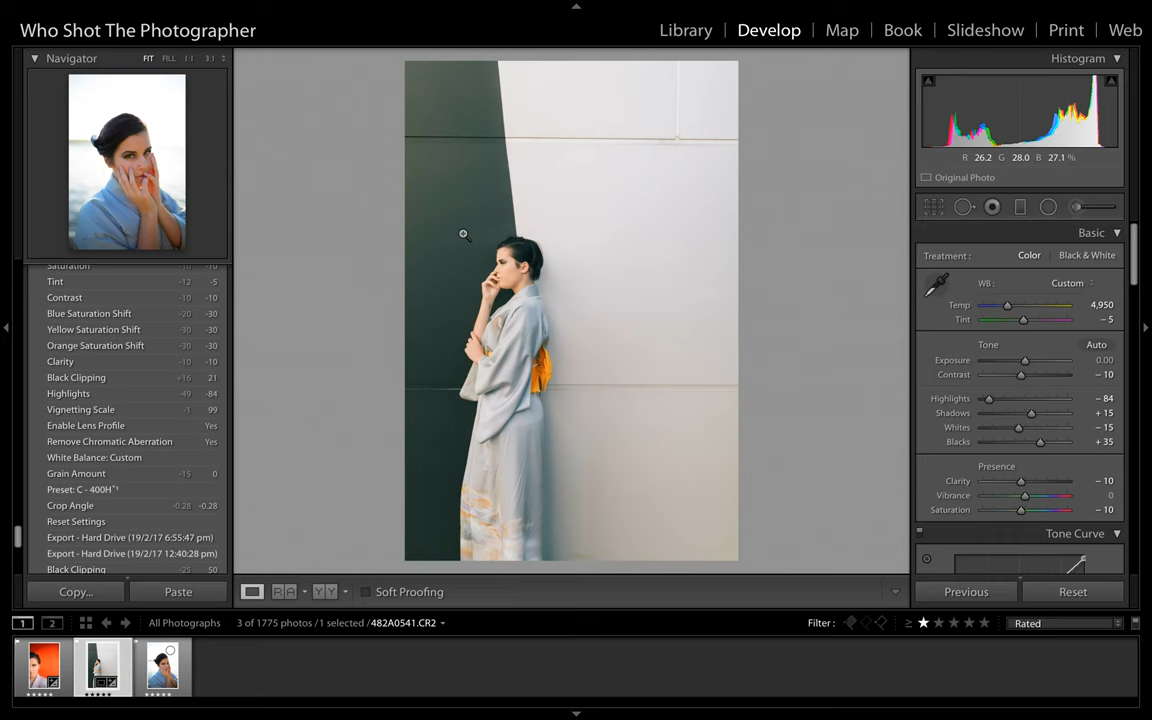 Who Shot The Photographer
Library | Develop | Map | Book | Slideshow | Print | Web
Navigator FIT FILL 1:1 3:1
Saturation -10 -10
Tint -12 -5
Contrast -10 -10
Blue Saturation Shift -20 -30
Yellow Saturation Shift -30 -30
Orange Saturation Shift -30 -30
Clarity -10 -10
Black Clipping +16 21
Highlights -49 -84
Vignetting Scale -1 99
Enable Lens Profile Yes
Remove Chromatic Aberration Yes
White Balance: Custom
Grain Amount -15 0
Preset: C - 400H⁺¹
Crop Angle -0.28 -0.28
Reset Settings
Export - Hard Drive (19/2/17 6:55:47 pm)
Export - Hard Drive (19/2/17 12:40:28 pm)
Black Clipping -25 50
Copy... Paste
Histogram
R 26.2 G 28.0 B 27.1 %
Original Photo
Basic
Treatment : Color | Black & White
WB : Custom
Temp 4,950
Tint – 5
Tone Auto
Exposure 0.00
Contrast – 10
Highlights – 84
Shadows + 15
Whites – 15
Blacks + 35
Presence
Clarity – 10
Vibrance 0
Saturation – 10
Tone Curve
Previous Reset
R A Y Y Soft Proofing
1 2 All Photographs 3 of 1775 photos / 1 selected / 482A0541.CR2 Filter : ≥ ★★★★★ Rated